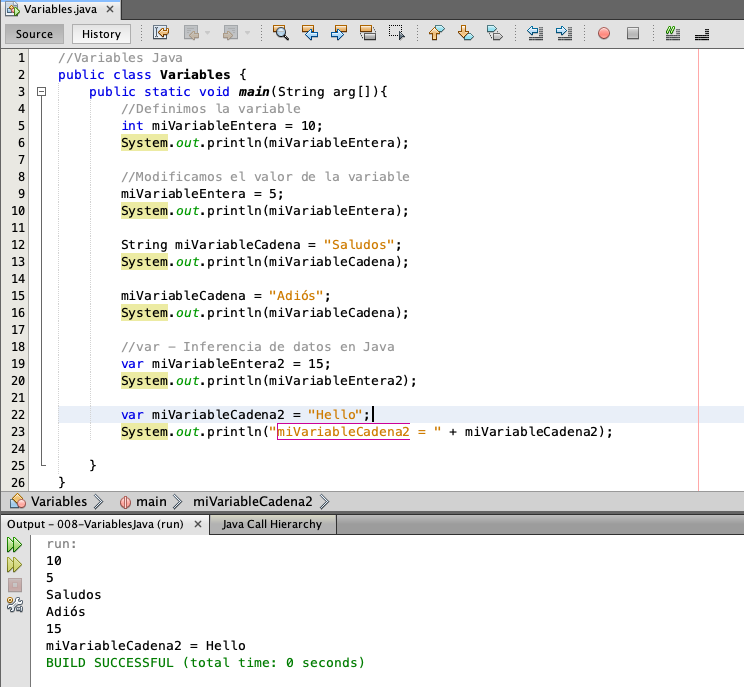 Variables.java
Source History
1 //Variables Java
2 public class Variables {
3 public static void main(String arg[]){
4 //Definimos la variable
5 int miVariableEntera = 10;
6 System.out.println(miVariableEntera);
7
8 //Modificamos el valor de la variable
9 miVariableEntera = 5;
10 System.out.println(miVariableEntera);
11
12 String miVariableCadena = "Saludos";
13 System.out.println(miVariableCadena);
14
15 miVariableCadena = "Adiós";
16 System.out.println(miVariableCadena);
17
18 //var – Inferencia de datos en Java
19 var miVariableEntera2 = 15;
20 System.out.println(miVariableEntera2);
21
22 var miVariableCadena2 = "Hello";
23 System.out.println("miVariableCadena2 = " + miVariableCadena2);
24
25 }
26 }
Variables main miVariableCadena2
Output – 008–VariablesJava (run) Java Call Hierarchy
run:
10
5
Saludos
Adiós
15
miVariableCadena2 = Hello
BUILD SUCCESSFUL (total time: 0 seconds)